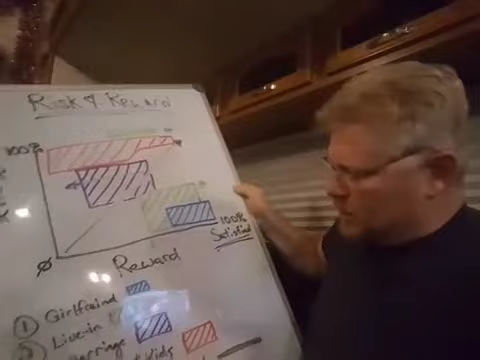 Risk & Reward
100%
100%
Satisfied
Ø
Reward
① Girlfriend
② Live-in
Marriage
Kids